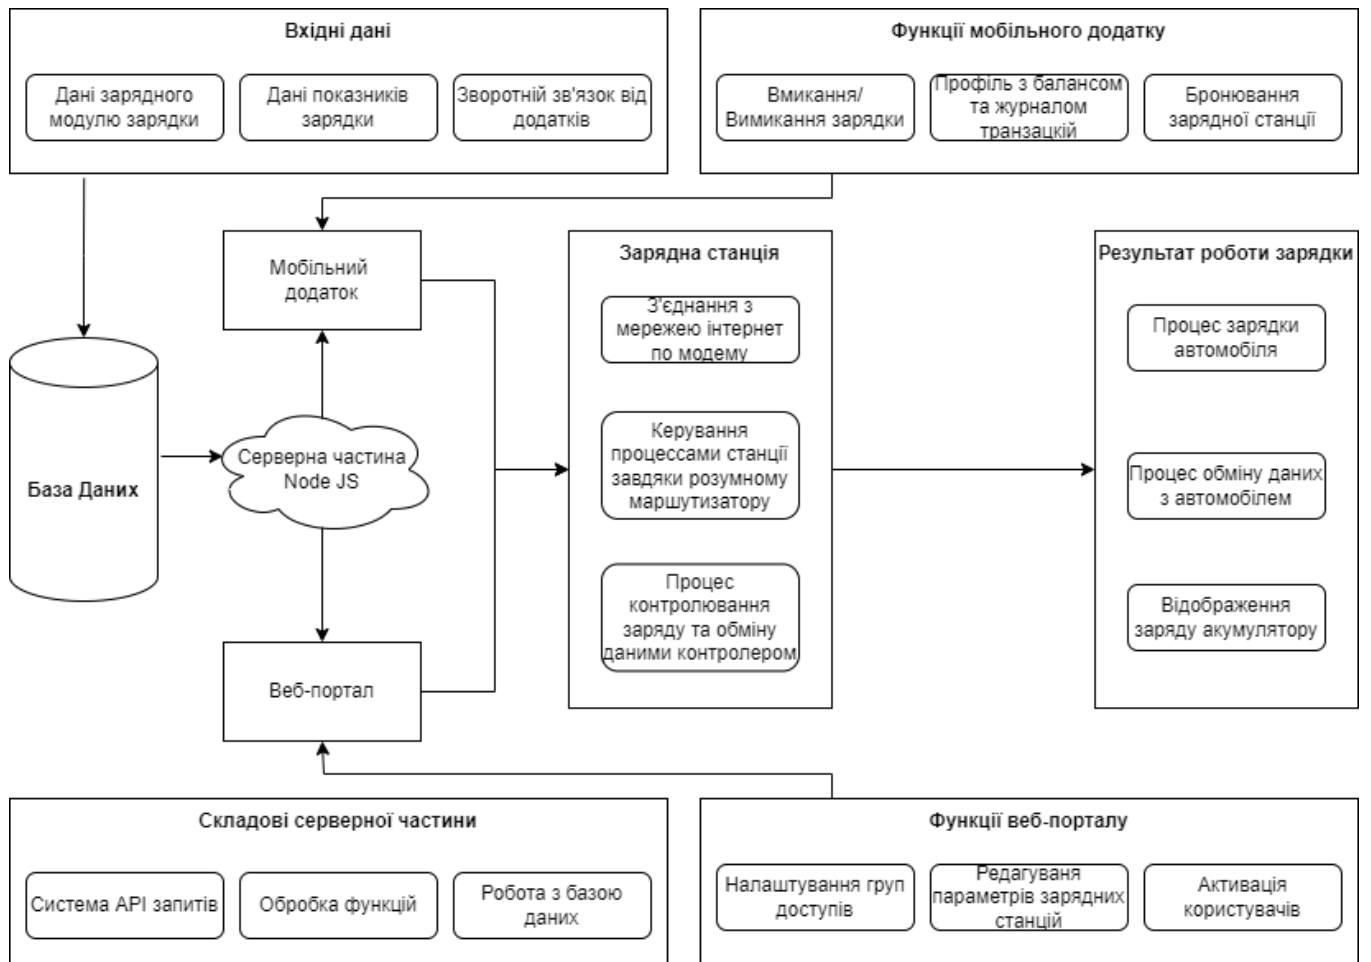 Вхідні дані
Дані зарядного
модулю зарядки
Дані показників
зарядки
Зворотній зв'язок від
додатків
Функції мобільного додатку
Вмикання/
Вимикання зарядки
Профіль з балансом
та журналом
транзацкій
Бронювання
зарядної станції
Мобільний
додаток
База Даних
Серверна частина
Node JS
Веб-портал
Зарядна станція
З'єднання з
мережею інтернет
по модему
Керування
процессами станції
завдяки розумному
маршутизатору
Процес
контролювання
заряду та обміну
даними контролером
Результат роботи зарядки
Процес зарядки
автомобіля
Процес обміну даних
з автомобілем
Відображення
заряду акумулятору
Складові серверної частини
Система API запитів
Обробка функцій
Робота з базою
даних
Функції веб-порталу
Налаштування груп
доступів
Редагуваня
параметрів зарядних
станцій
Активація
користувачів